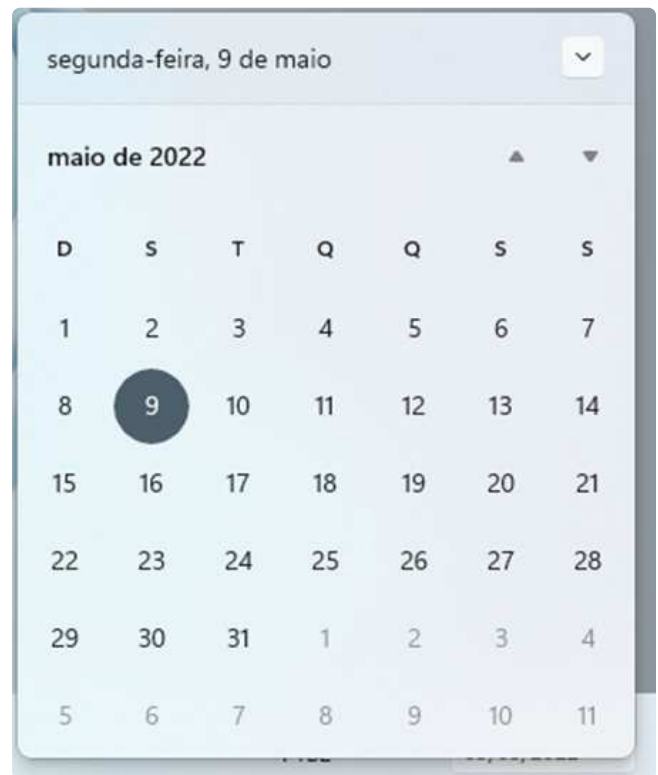 segunda-feira, 9 de maio
maio de 2022
D S T Q Q S S
1 2 3 4 5 6 7
8 9 10 11 12 13 14
15 16 17 18 19 20 21
22 23 24 25 26 27 28
29 30 31 1 2 3 4
5 6 7 8 9 10 11